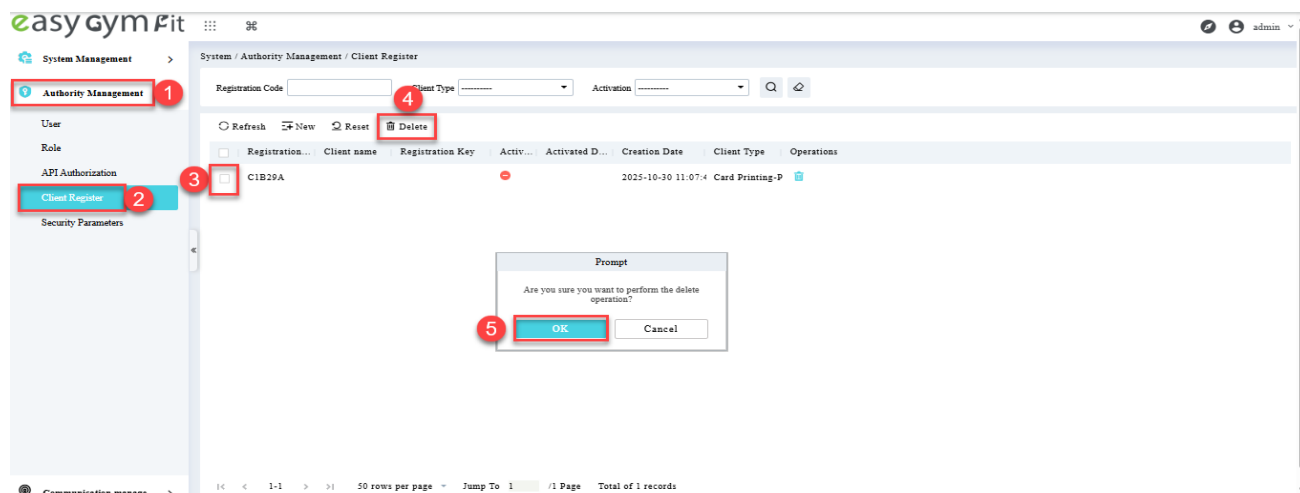 easy Gym Fit
admin
System Management
System / Authority Management / Client Register
Authority Management
1
Registration Code
Client Type ----------
Activation ----------
4
User
Refresh New Reset Delete
Role
Registration... Client name Registration Key Activ... Activated D... Creation Date Client Type Operations
API Authorization
3
C1B29A 2025-10-30 11:07:4 Card Printing-P
Client Register
2
Security Parameters
Prompt
Are you sure you want to perform the delete
operation?
5
OK Cancel
Communication manage
1-1 50 rows per page Jump To 1 /1 Page Total of 1 records